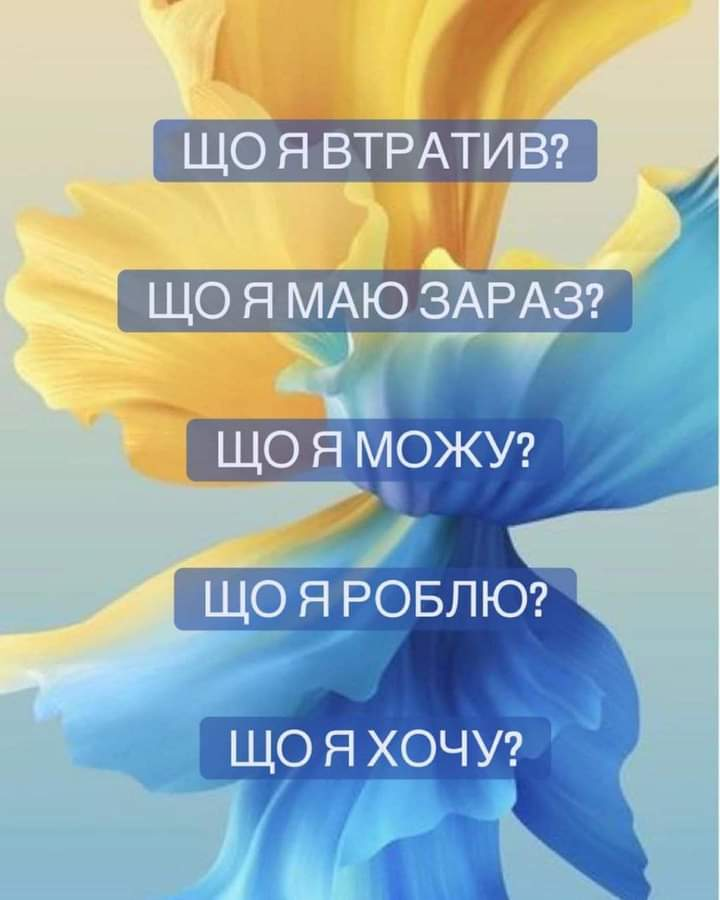 ЩО Я ВТРАТИВ?
ЩО Я МАЮ ЗАРАЗ?
ЩО Я МОЖУ?
ЩО Я РОБЛЮ?
ЩО Я ХОЧУ?